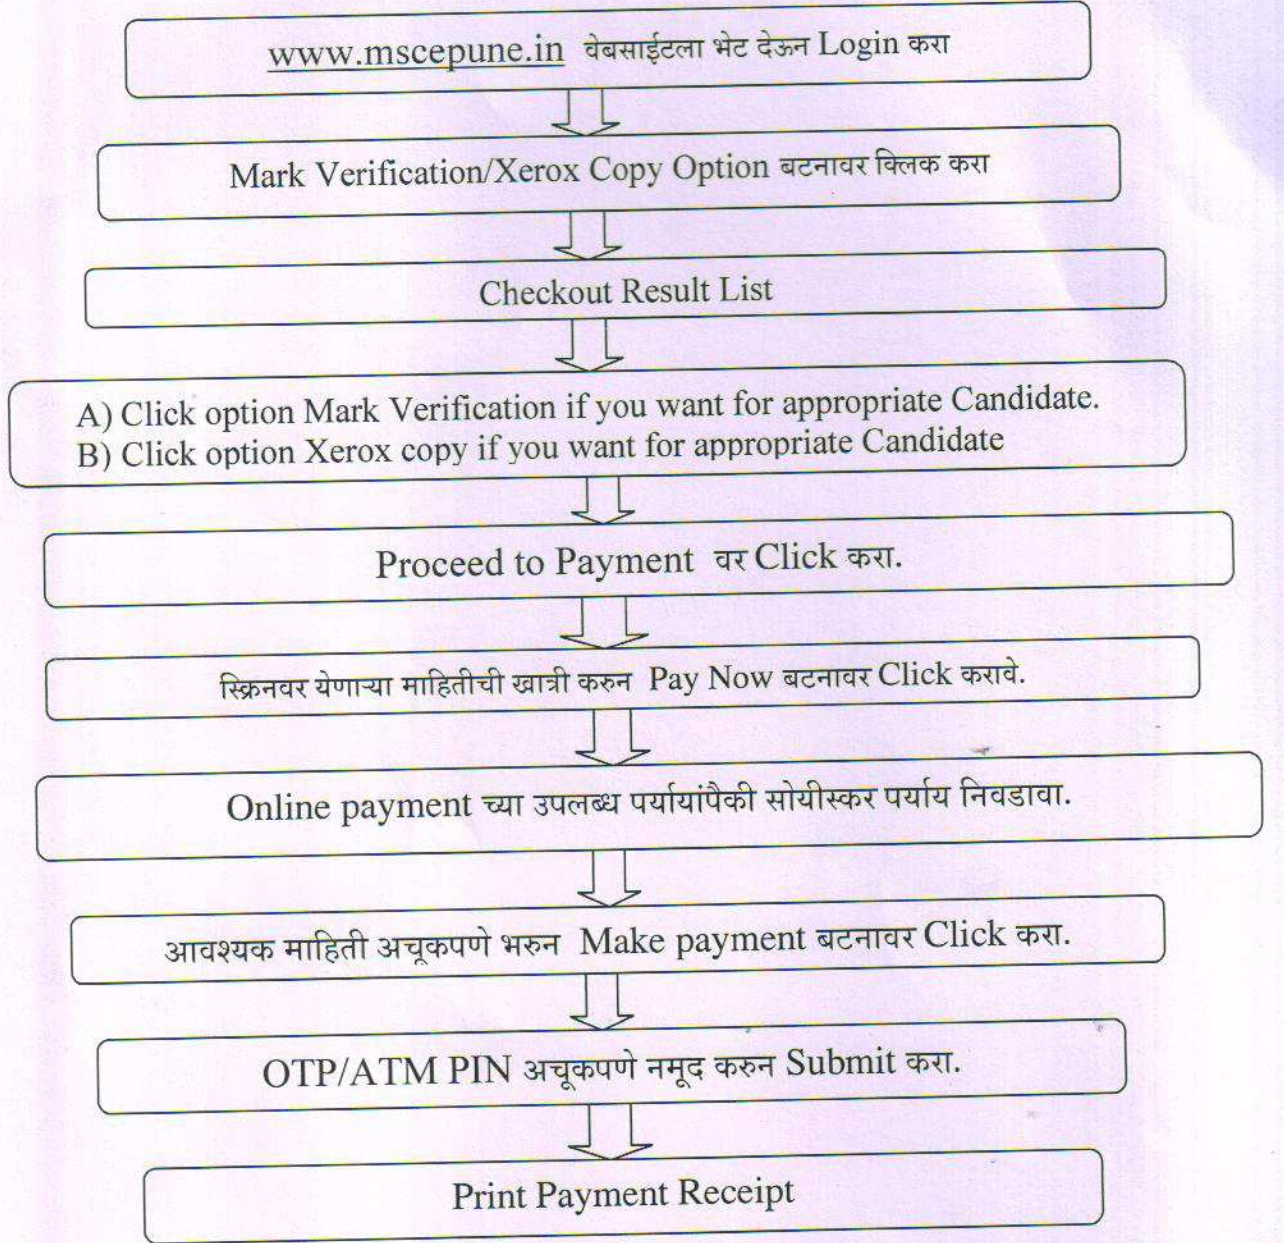 www.mscepune.in वेबसाईटला भेट देऊन Login करा
Mark Verification/Xerox Copy Option बटनावर क्लिक करा
Checkout Result List
A) Click option Mark Verification if you want for appropriate Candidate.
B) Click option Xerox copy if you want for appropriate Candidate
Proceed to Payment वर Click करा.
स्क्रिनवर येणाऱ्या माहितीची खात्री करुन Pay Now बटनावर Click करावे.
Online payment च्या उपलब्ध पर्यायांपैकी सोयीस्कर पर्याय निवडावा.
आवश्यक माहिती अचूकपणे भरुन Make payment बटनावर Click करा.
OTP/ATM PIN अचूकपणे नमूद करुन Submit करा.
Print Payment Receipt